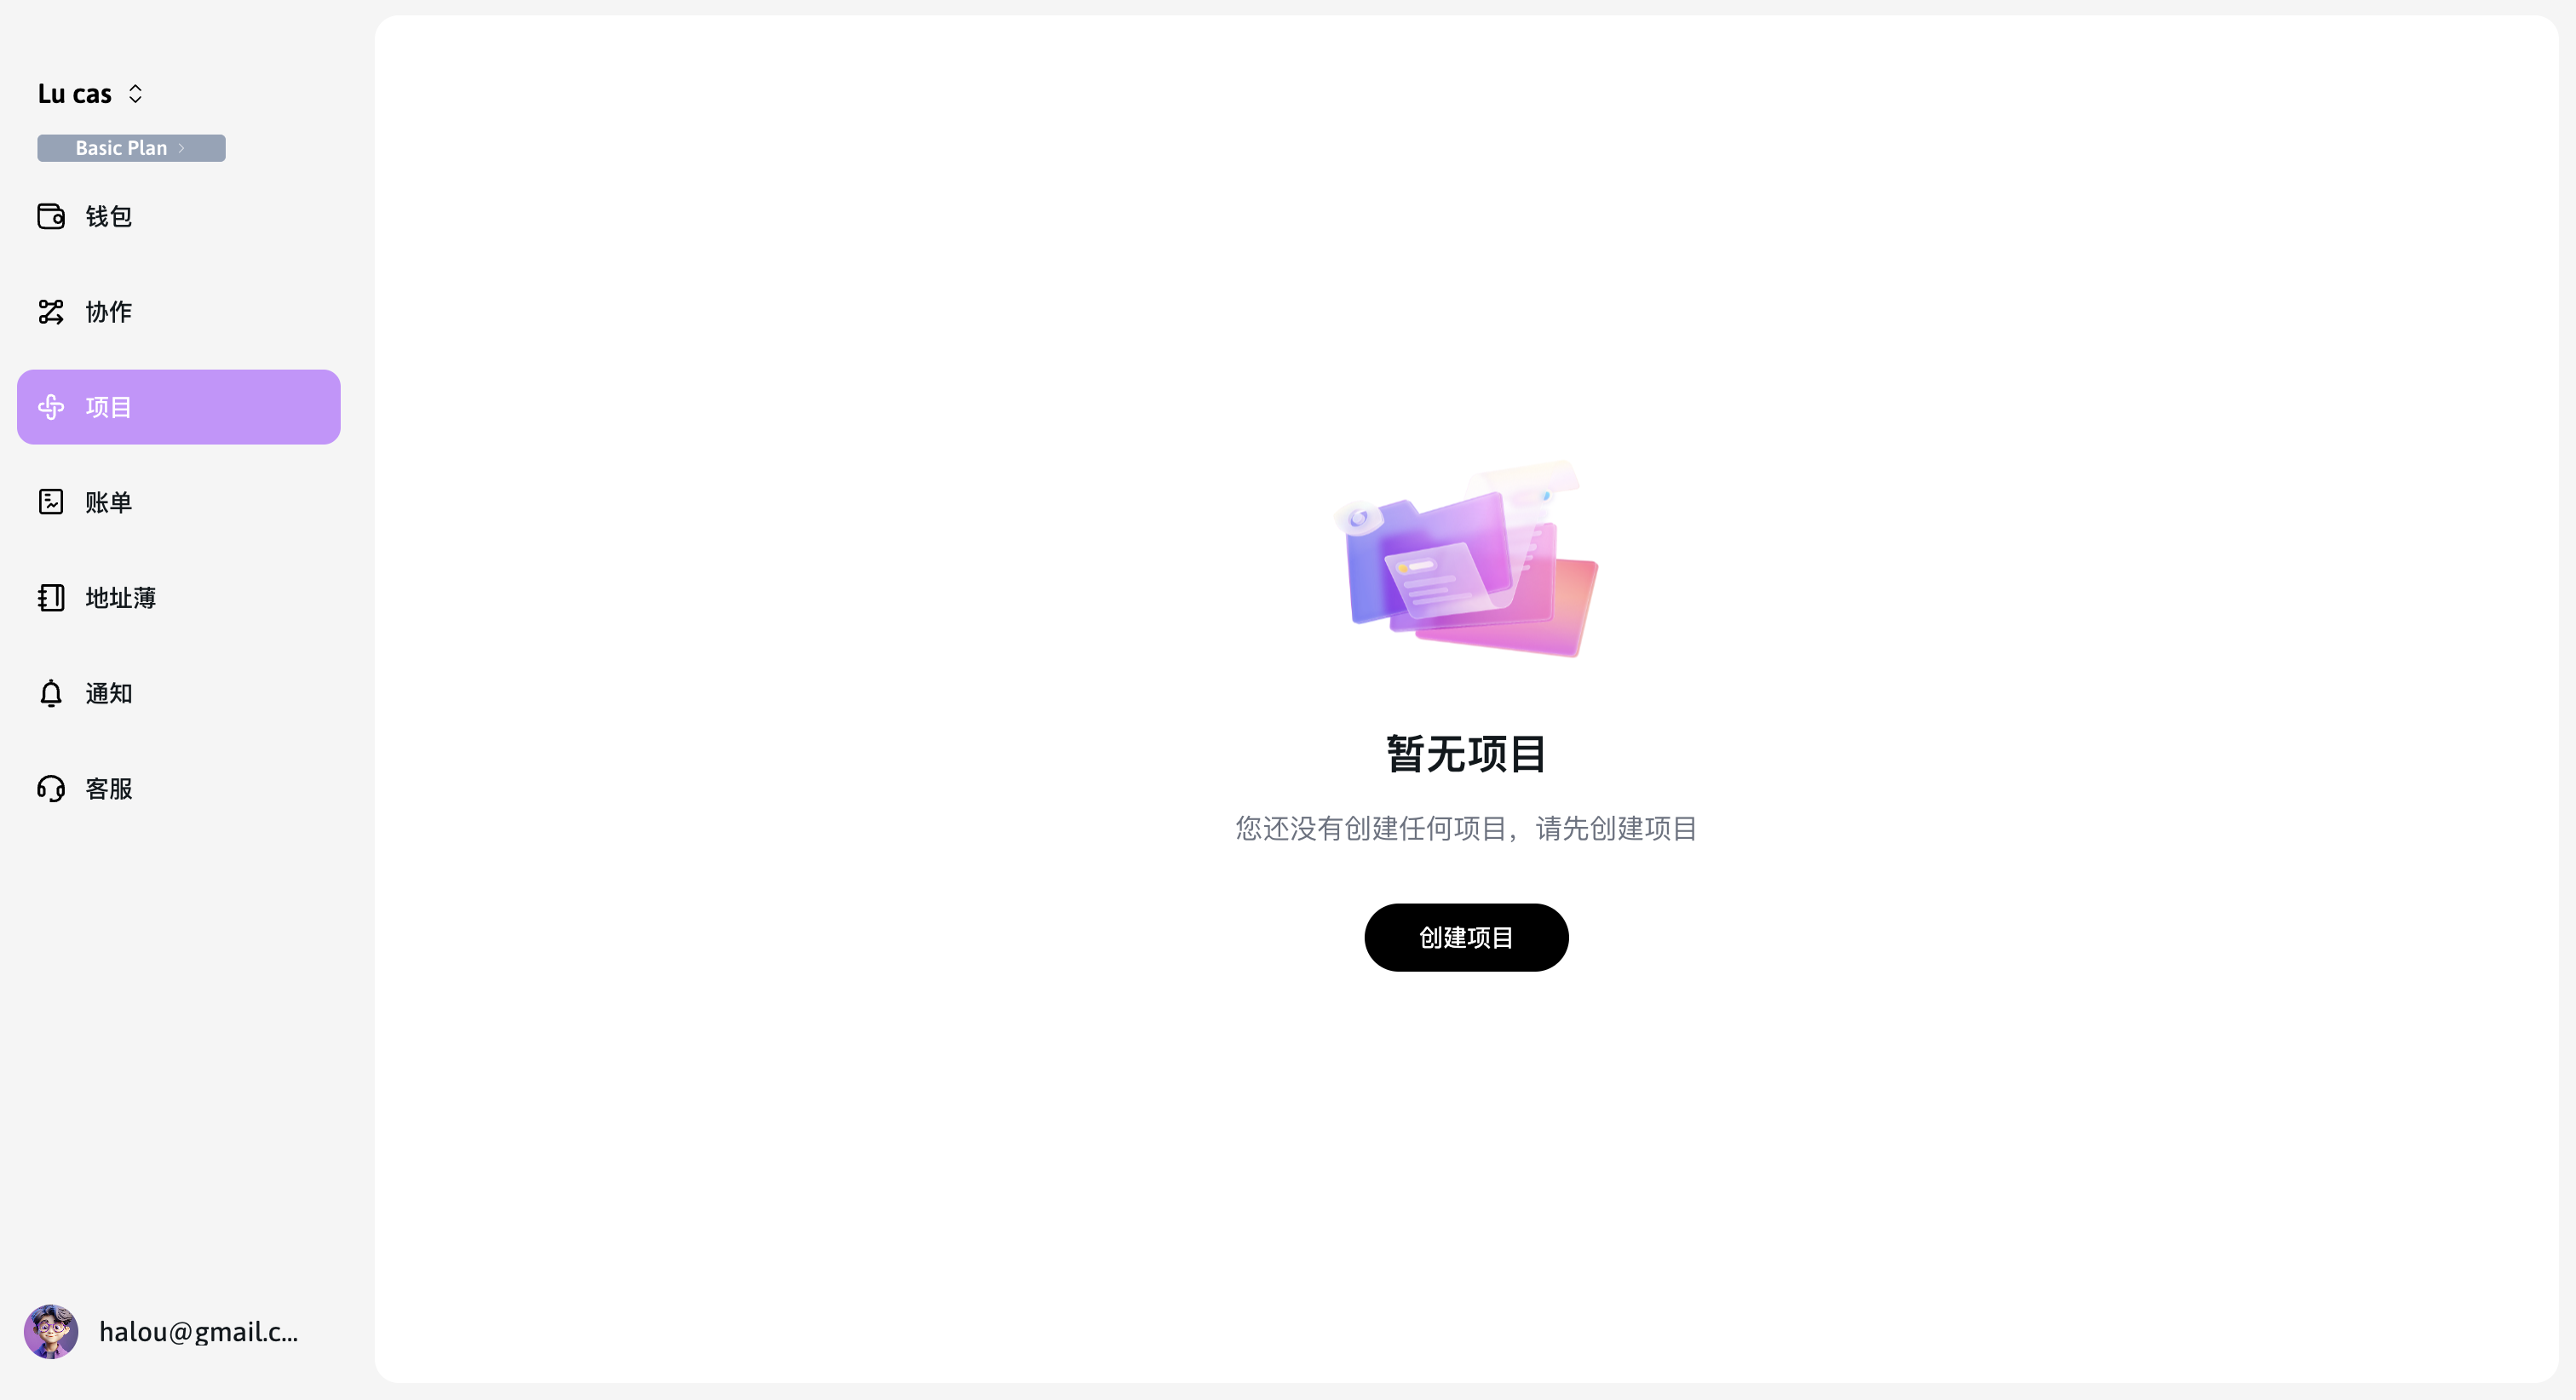 Lu cas
Basic Plan
钱包
协作
项目
账单
地址薄
通知
客服
halou@gmail.c...
暂无项目
您还没有创建任何项目，请先创建项目
创建项目